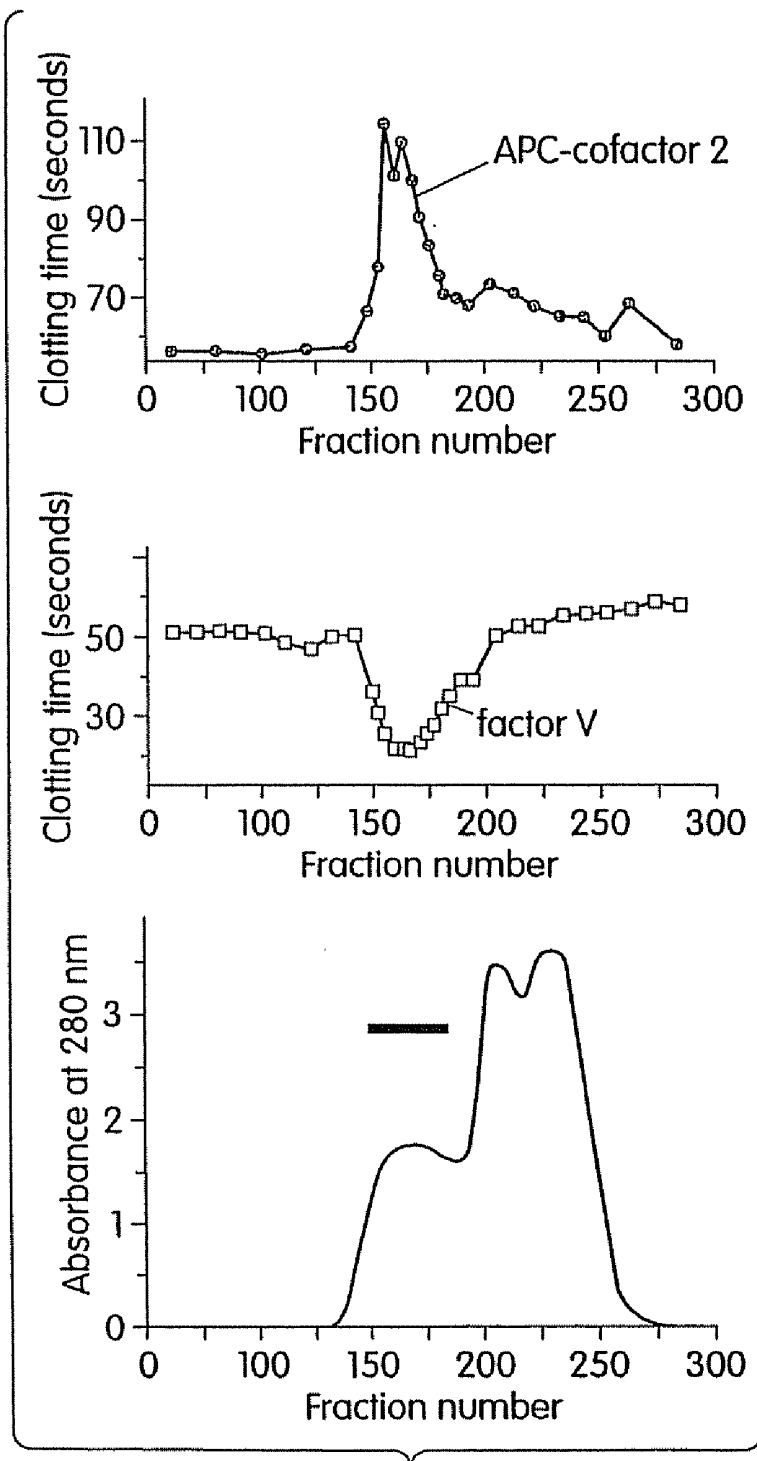 Clotting time (seconds)
110
90
70
APC-cofactor 2
0 100 150 200 250 300
Fraction number
Clotting time (seconds)
50
30
factor V
0 100 150 200 250 300
Fraction number
Absorbance at 280 nm
3
2
1
0
0 100 150 200 250 300
Fraction number